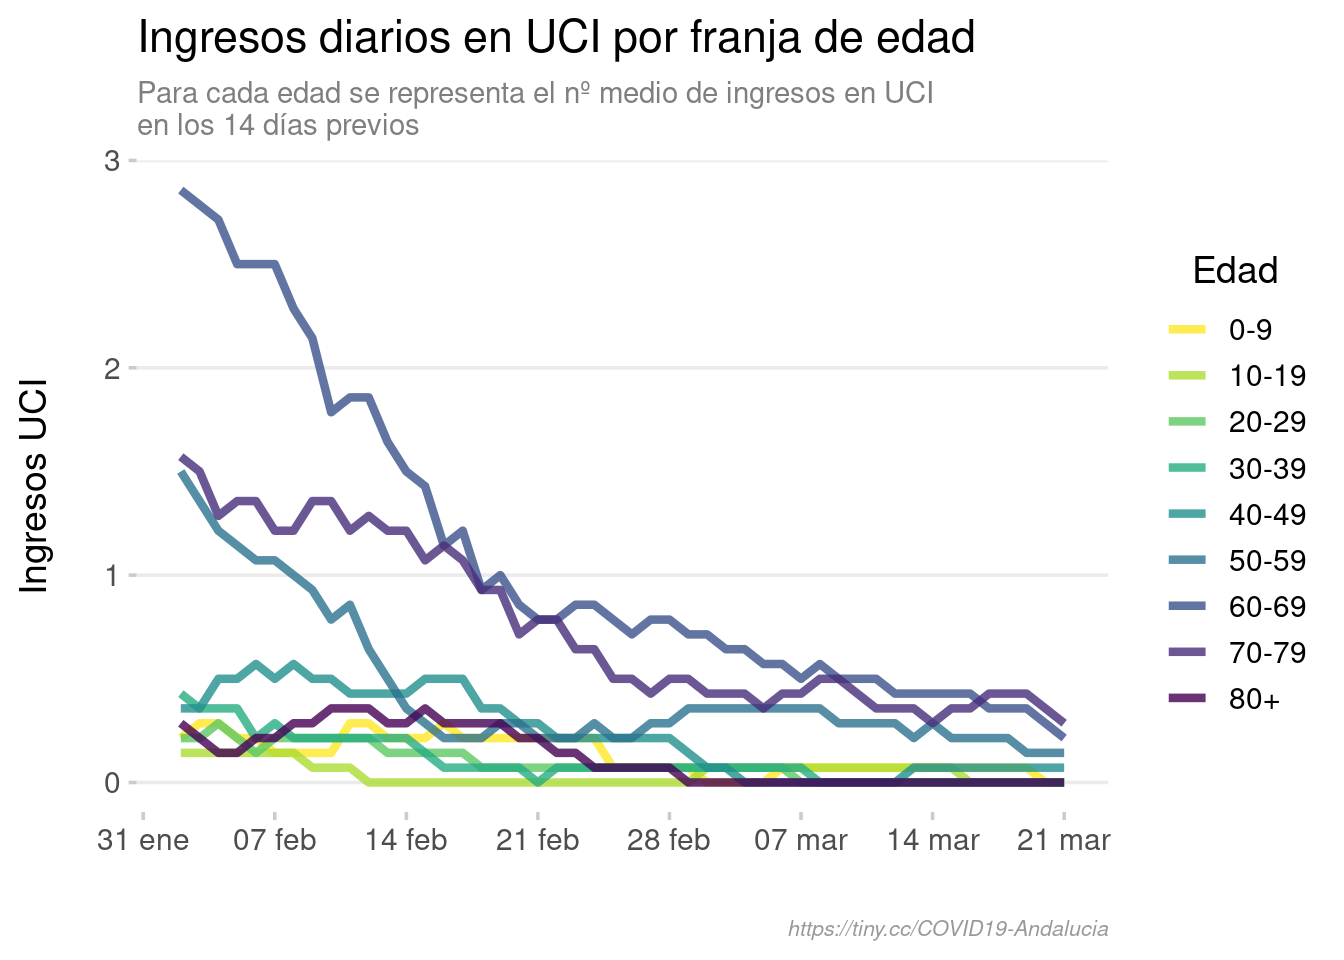 Ingresos diarios en UCI por franja de edad
Para cada edad se representa el nº medio de ingresos en UCI
en los 14 días previos
3
2
1
0
Ingresos UCI
31 ene
07 feb
14 feb
21 feb
28 feb
07 mar
14 mar
21 mar
Edad
0-9
10-19
20-29
30-39
40-49
50-59
60-69
70-79
80+
https://tiny.cc/COVID19-Andalucia